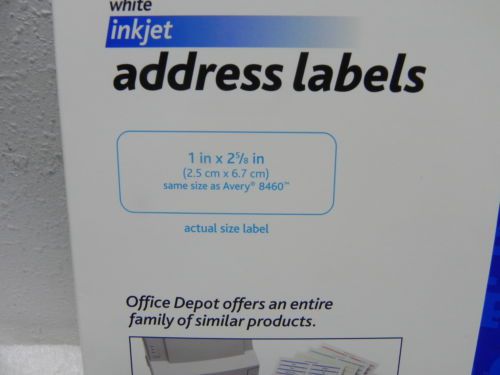 white
inkjet
address labels
1 in x 2⅝ in
(2.5 cm x 6.7 cm)
same size as Avery® 8460™
actual size label
Office Depot offers an entire
family of similar products.